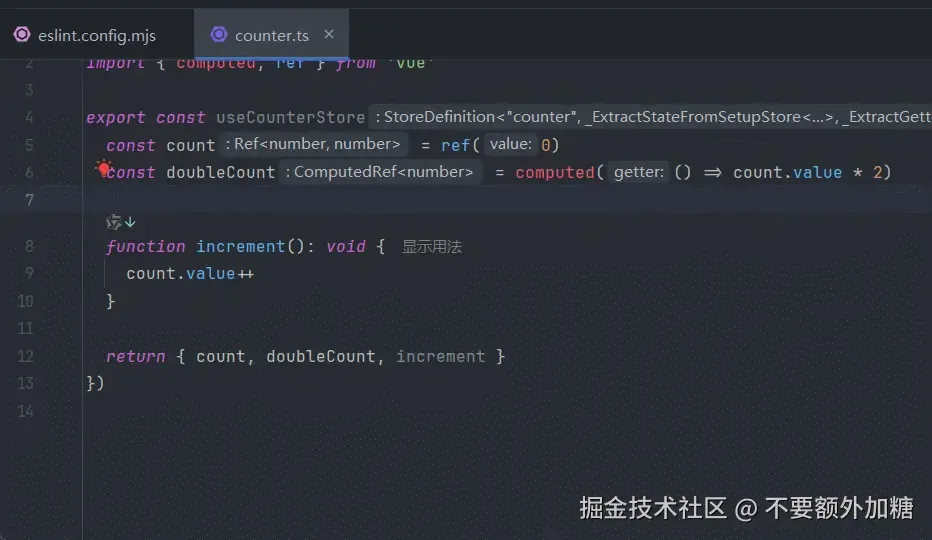 eslint.config.mjs
counter.ts ×
2 import { computed, ref } from 'vue'
3
4 export const useCounterStore : StoreDefinition<"counter", _ExtractStateFromSetupStore<...>, _ExtractGett
5 const count : Ref<number, number> = ref( value: 0)
6 const doubleCount : ComputedRef<number> = computed( getter: () => count.value * 2)
7
8 function increment(): void { 显示用法
9 count.value++
10 }
11
12 return { count, doubleCount, increment }
13 })
14
掘金技术社区 @ 不要额外加糖